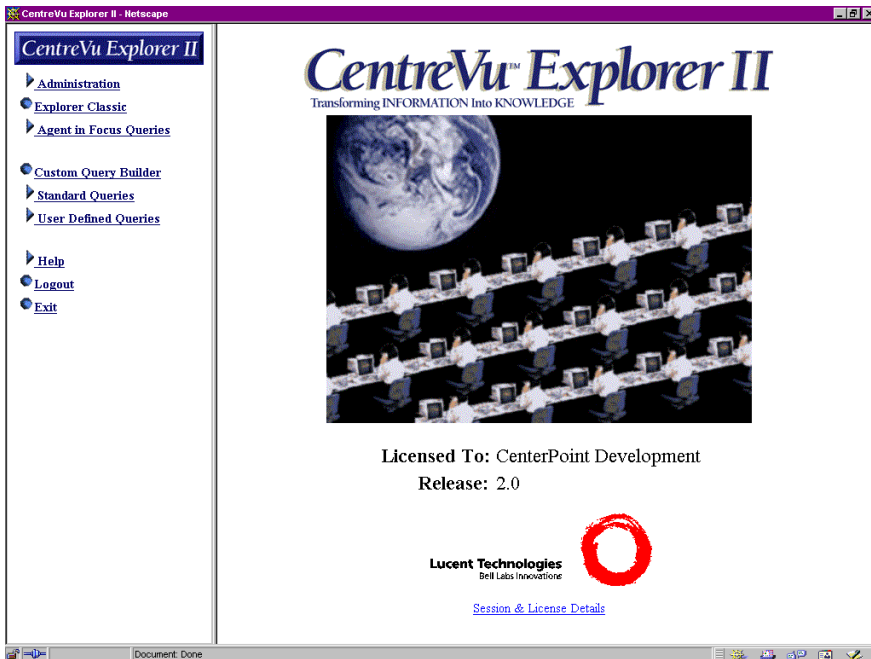 CentreVu Explorer II - Netscape
CentreVu Explorer II
Administration
Explorer Classic
Agent in Focus Queries
Custom Query Builder
Standard Queries
User Defined Queries
Help
Logout
Exit
CentreVu™ Explorer II
Transforming INFORMATION Into KNOWLEDGE
Licensed To: CenterPoint Development
Release: 2.0
Lucent Technologies
Bell Labs Innovations
Session & License Details
Document: Done